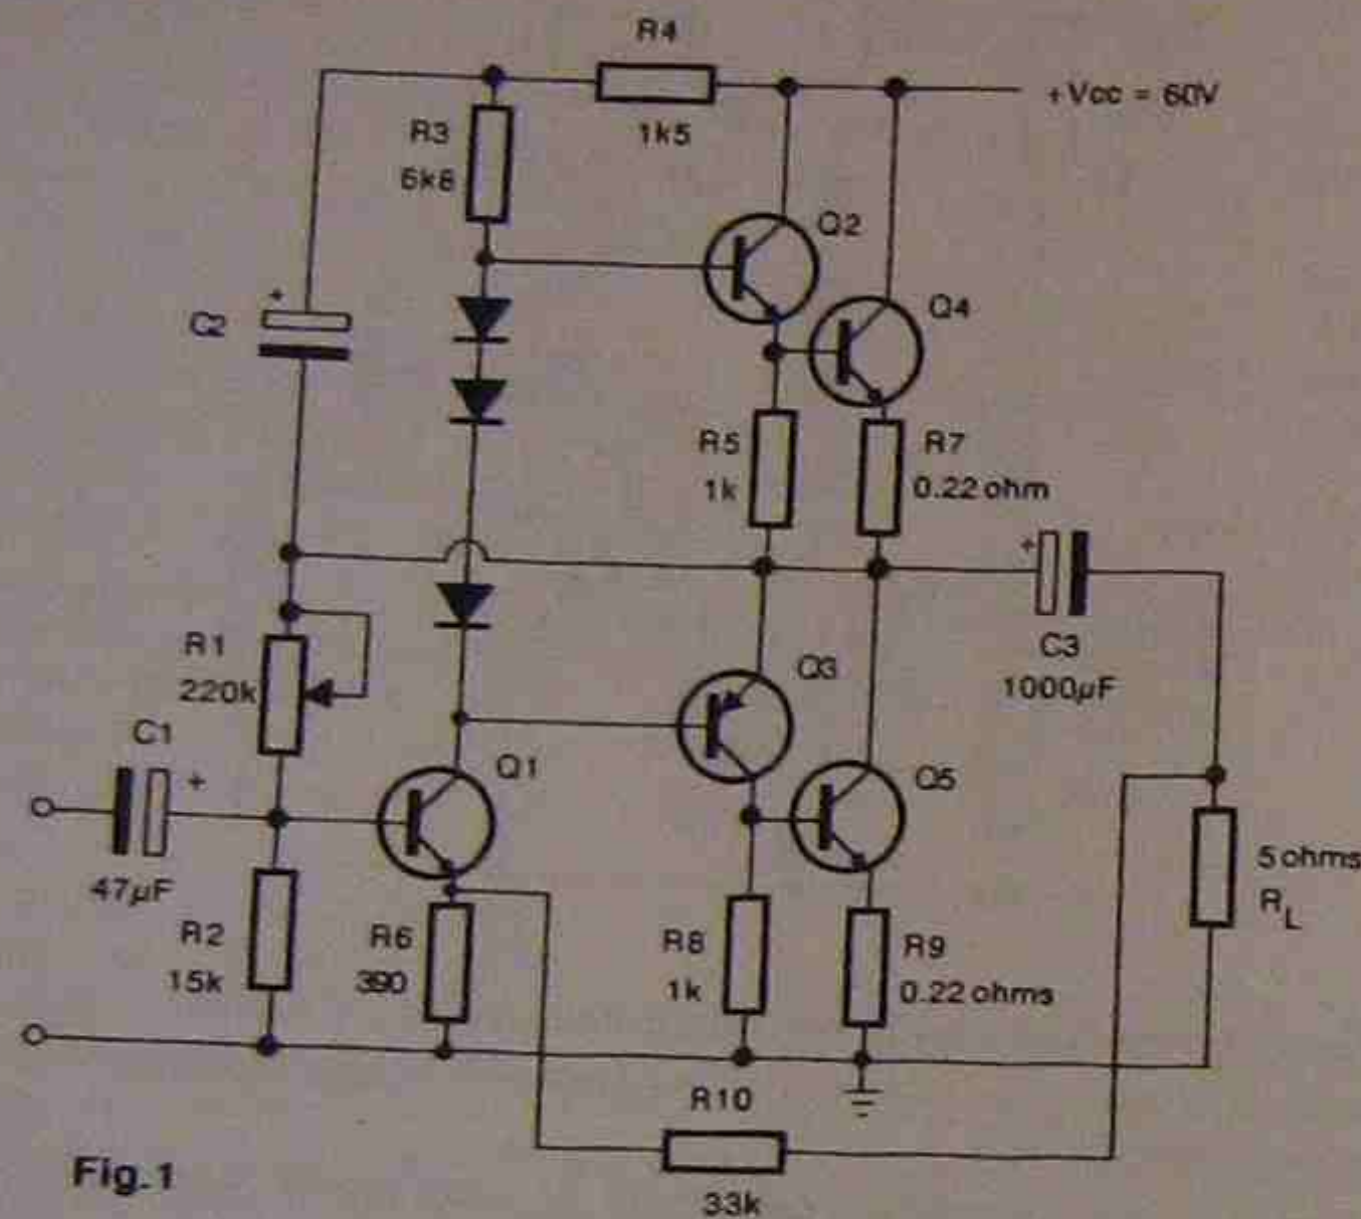 R4
1k5
+Vcc = 60V
R3
6k8
Q2
+
C2
Q4
R5
1k
R7
0.22 ohm
+
R1
220k
Q3
C3
1000µF
C1
+
47µF
Q1
Q5
R2
15k
R6
390
R8
1k
R9
0.22 ohms
5 ohms
RL
R10
33k
Fig.1